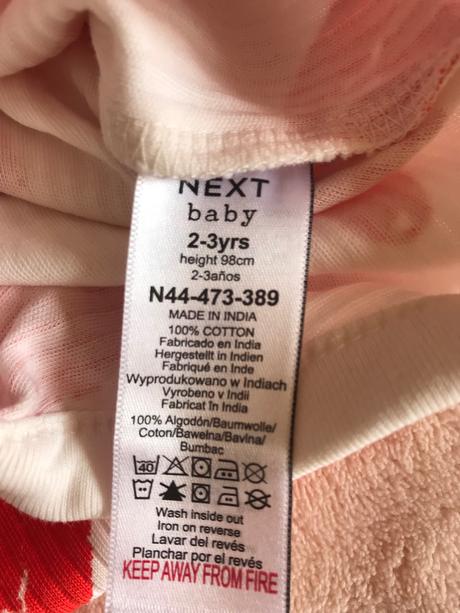 NEXT
baby
2-3yrs
height 98cm
2-3años
N44-473-389
MADE IN INDIA
100% COTTON
Fabricado en India
Hergestellt in Indien
Fabriqué en Inde
Wyprodukowano w Indiach
Vyrobeno v Indii
Fabricat În India
100% Algodón/Baumwolle/
Coton/Bawełna/Bavlna/
Bumbac
40
Wash inside out
Iron on reverse
Lavar del revés
Planchar por el revés
KEEP AWAY FROM FIRE